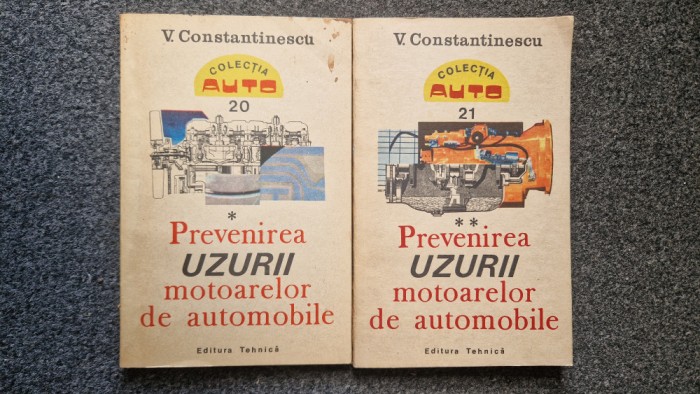 V. Constantinescu
COLECȚIA
AUTO
20
*
Prevenirea
UZURII
motoarelor
de automobile
Editura Tehnică
V. Constantinescu
COLECȚIA
AUTO
21
**
Prevenirea
UZURII
motoarelor
de automobile
Editura Tehnică